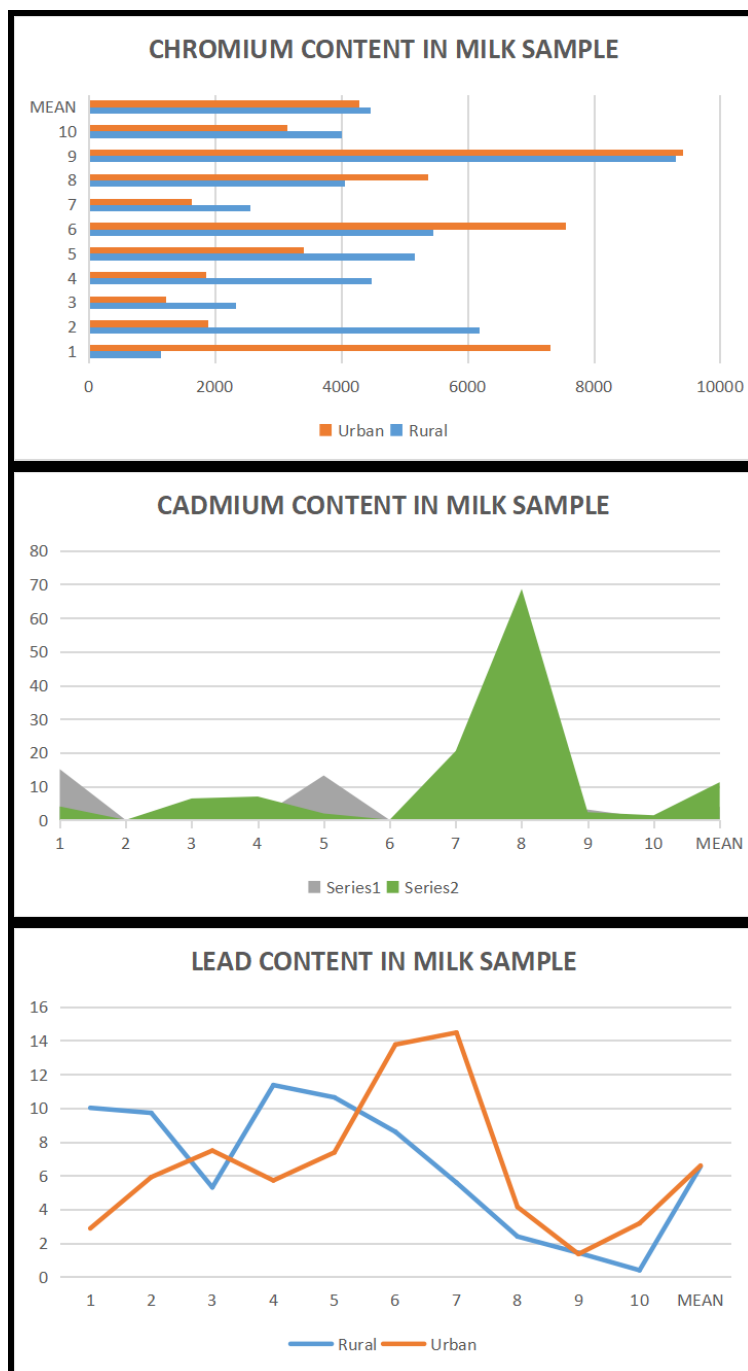 CHROMIUM CONTENT IN MILK SAMPLE
MEAN
10
9
8
7
6
5
4
3
2
1
0 2000 4000 6000 8000 10000
Urban Rural
CADMIUM CONTENT IN MILK SAMPLE
80
70
60
50
40
30
20
10
0
1 2 3 4 5 6 7 8 9 10 MEAN
Series1 Series2
LEAD CONTENT IN MILK SAMPLE
16
14
12
10
8
6
4
2
0
1 2 3 4 5 6 7 8 9 10 MEAN
Rural Urban